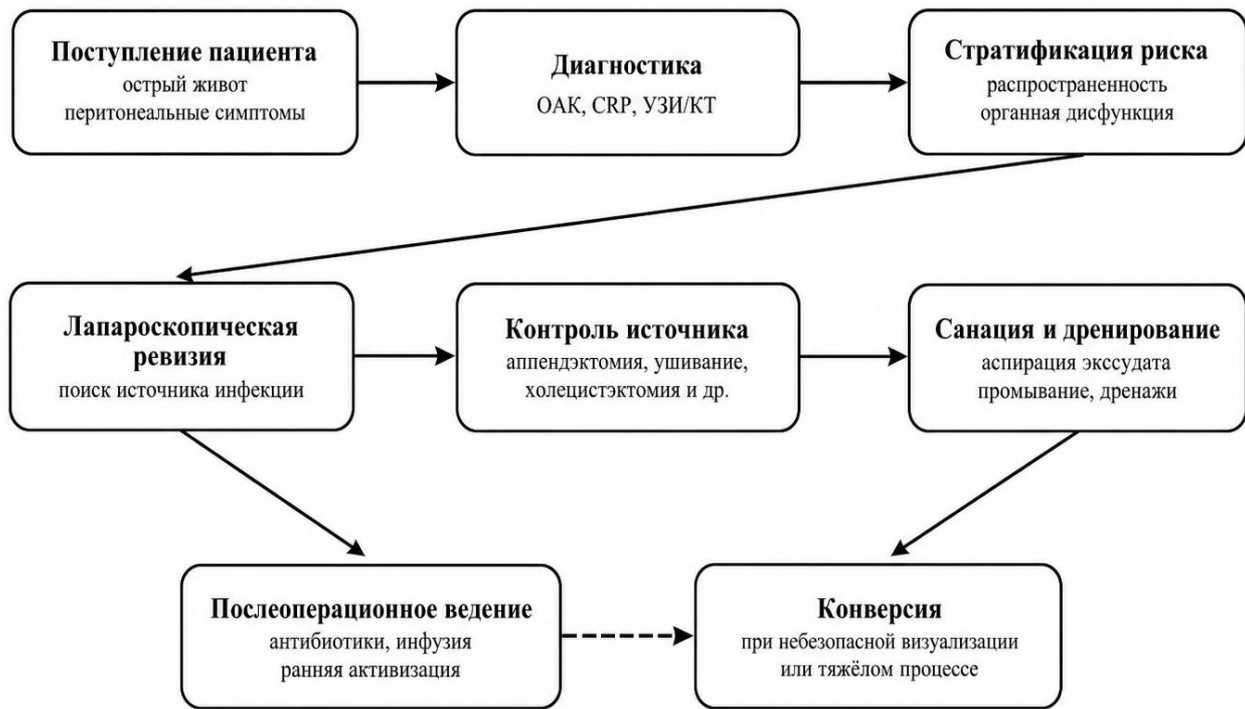 Поступление пациента
острый живот
перитонеальные симптомы
Диагностика
ОАК, CRP, УЗИ/КТ
Стратификация риска
распространенность
органная дисфункция
Лапароскопическая
ревизия
поиск источника инфекции
Контроль источника
аппендэктомия, ушивание,
холецистэктомия и др.
Санация и дренирование
аспирация экссудата
промывание, дренажи
Послеоперационное ведение
антибиотики, инфузия
ранняя активизация
Конверсия
при небезопасной визуализации
или тяжёлом процессе